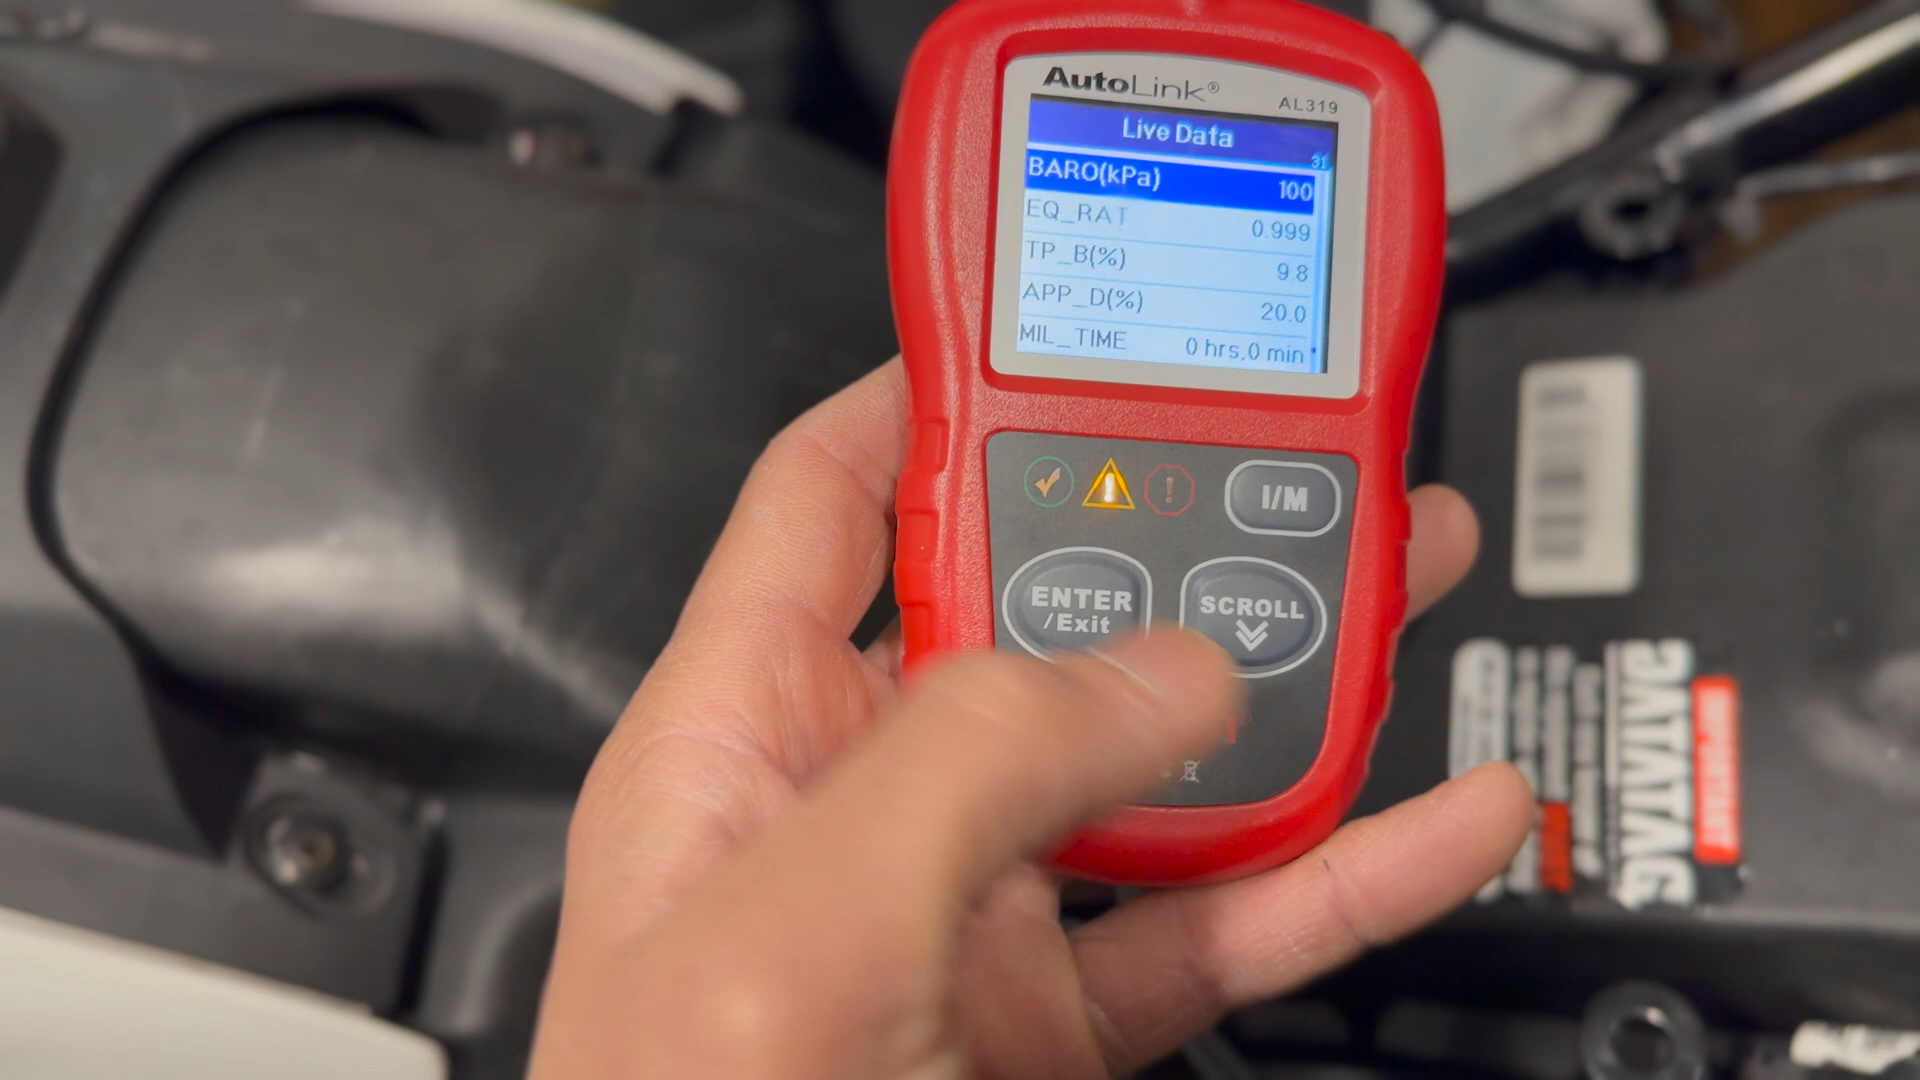 AutoLink®
AL319
Live Data
31
BARO(kPa) 100
EQ_RAT 0.999
TP_B(%) 9.8
APP_D(%) 20.0
MIL_TIME 0 hrs,0 min
I/M
ENTER
/Exit
SCROLL